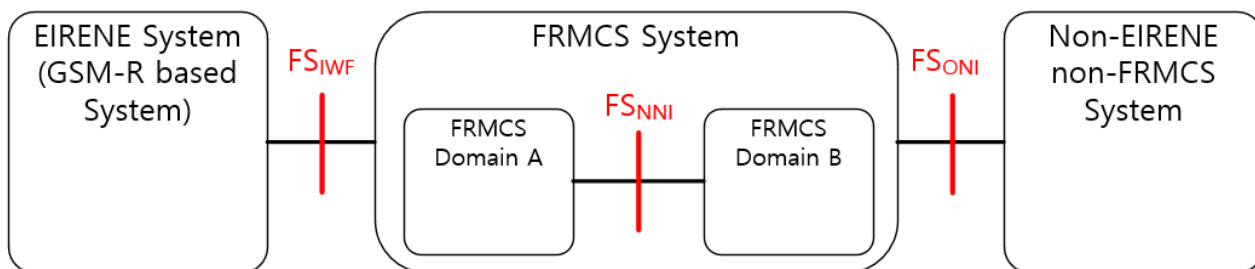 EIRENE System
(GSM-R based
System)
FSIWF
FRMCS System
FSNNI
FRMCS
Domain A
FRMCS
Domain B
FSONI
Non-EIRENE
non-FRMCS
System